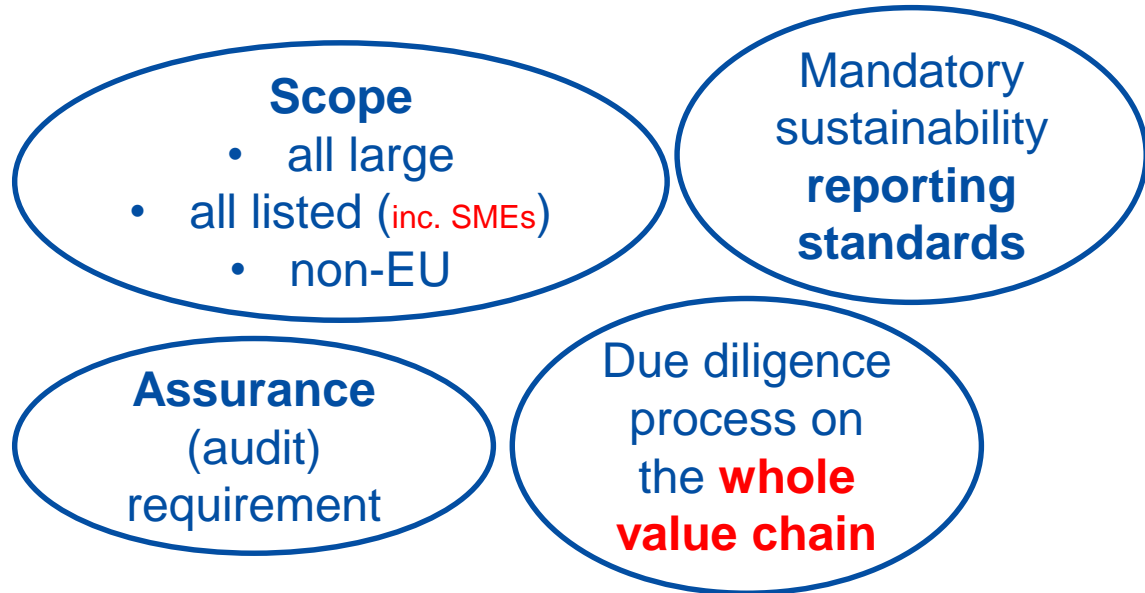 Scope
• all large
• all listed (inc. SMEs)
• non-EU
Mandatory
sustainability
reporting
standards
Assurance
(audit)
requirement
Due diligence
process on
the whole
value chain